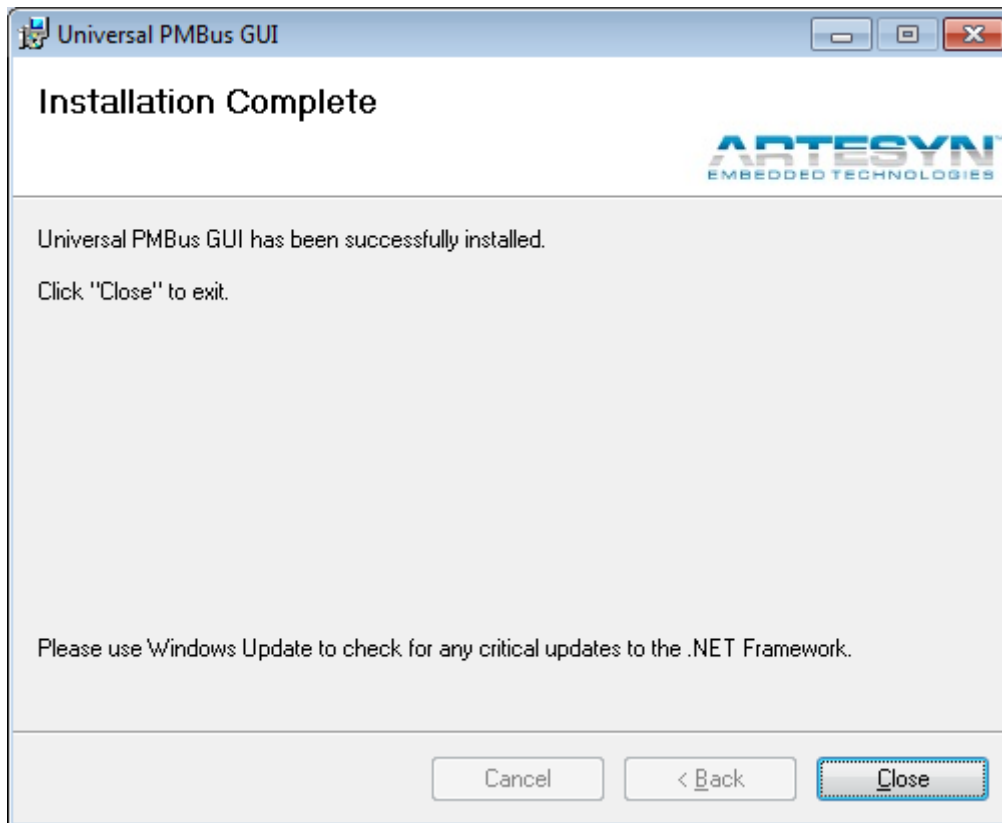 Universal PMBus GUI
Installation Complete
ARTESYN™
EMBEDDED TECHNOLOGIES
Universal PMBus GUI has been successfully installed.
Click "Close" to exit.
Please use Windows Update to check for any critical updates to the .NET Framework.
Cancel
< Back
Close